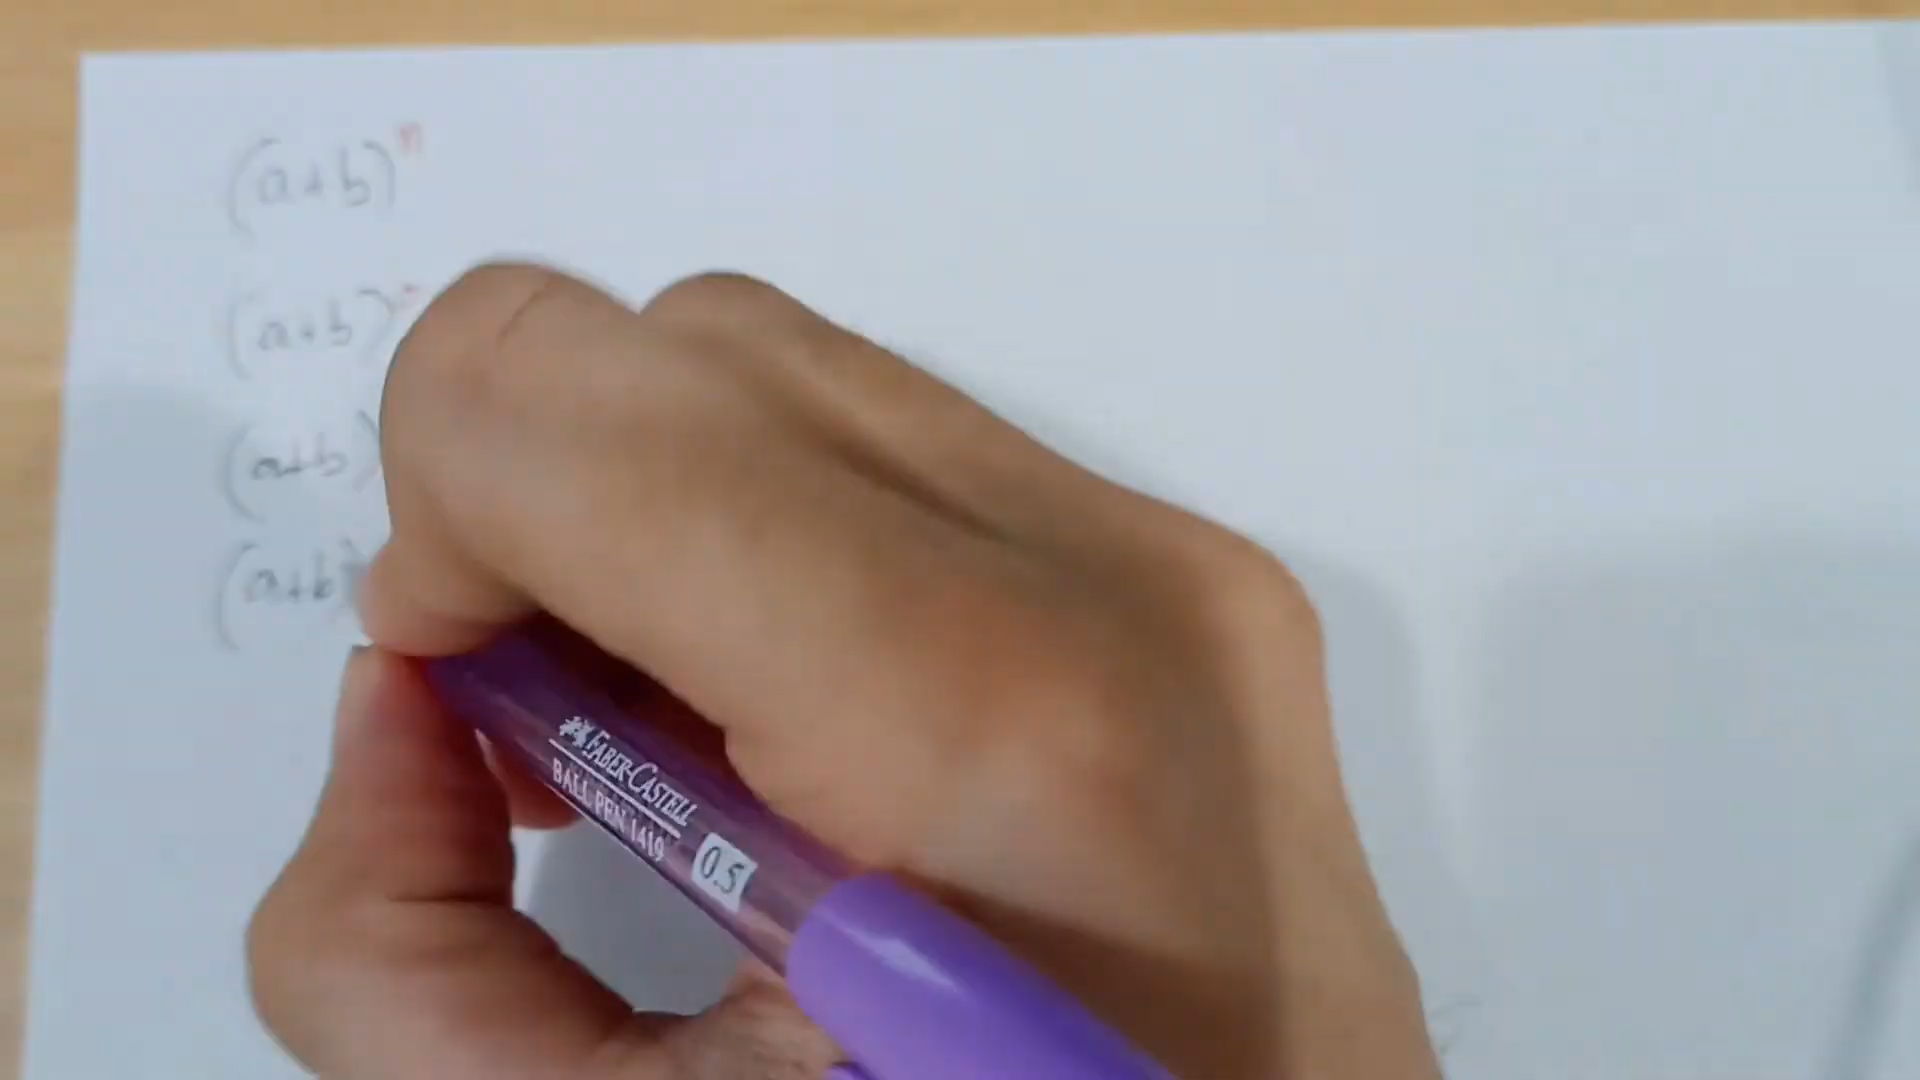 (a+b)^n
(a+b)
(a+b)
(a+b)
FABER-CASTELL
BALL PEN 1419
0.5